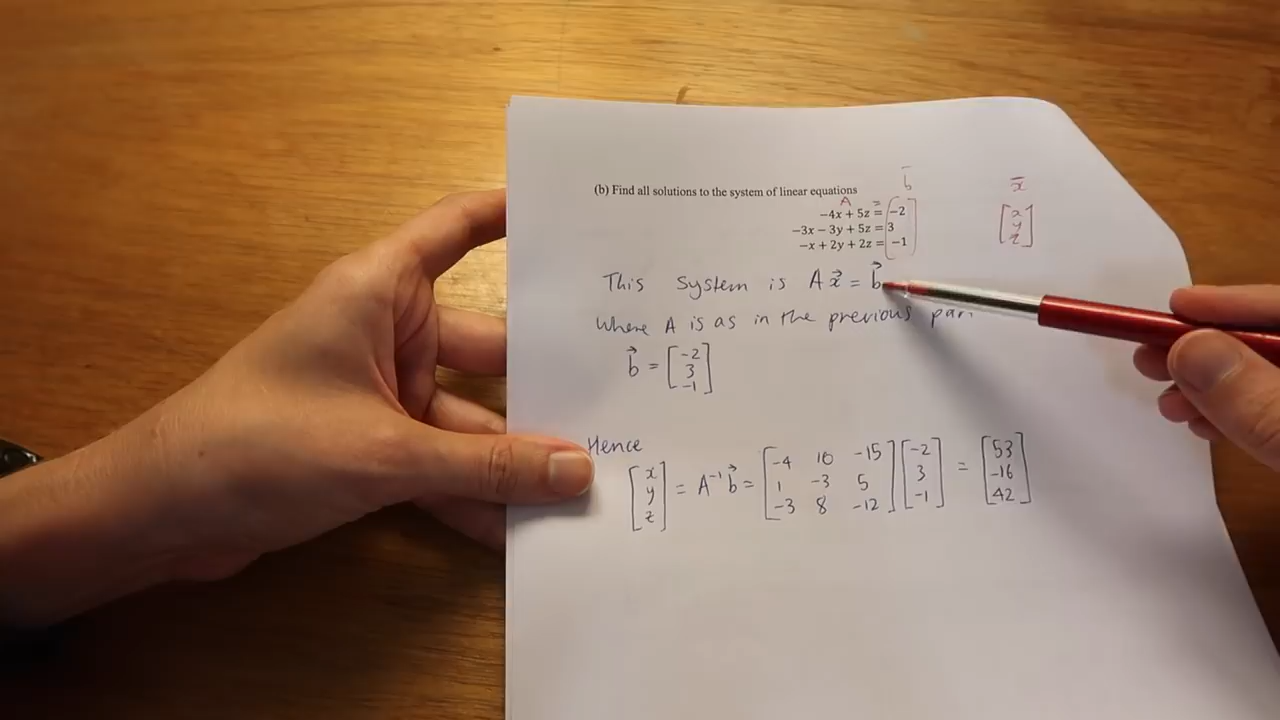 (b) Find all solutions to the system of linear equations
b̄ x̄
A =
−4x + 5z = [−2
−3x − 3y + 5z = 3
−x + 2y + 2z = −1]
[x
y
z]
This System is Ax⃗ = b⃗
Where A is as in the previous
b⃗ = [−2
3
−1]
Hence
[x y z] = A⁻¹b⃗ = [−4 10 −15 [−2 = [53
1 −3 5 3 −16
−3 8 −12] −1] 42]